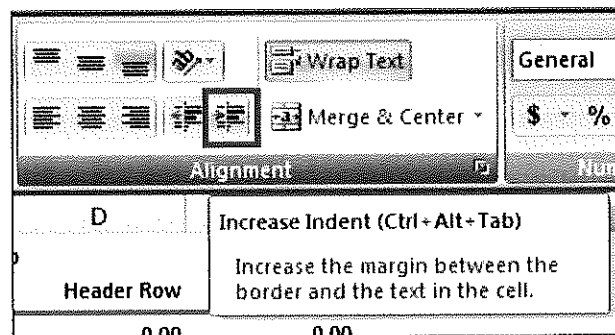 Wrap Text
General
Merge & Center
$ %
Alignment
Num
D
Increase Indent (Ctrl+Alt+Tab)
Increase the margin between the
border and the text in the cell.
Header Row
0.00 0.00